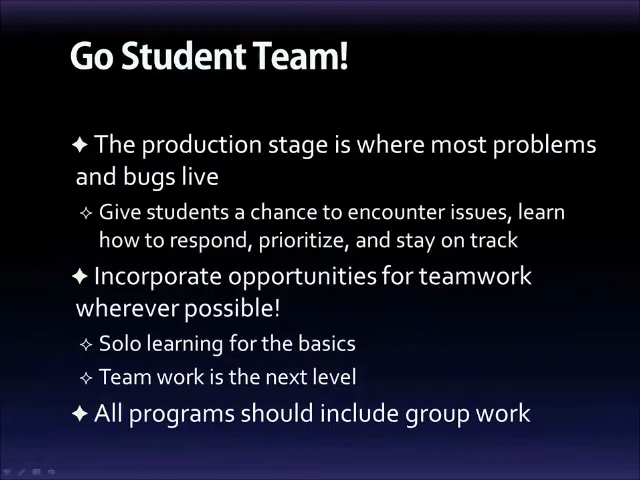 Go Student Team!
The production stage is where most problems
and bugs live
Give students a chance to encounter issues, learn
how to respond, prioritize, and stay on track
Incorporate opportunities for teamwork
wherever possible!
Solo learning for the basics
Team work is the next level
All programs should include group work